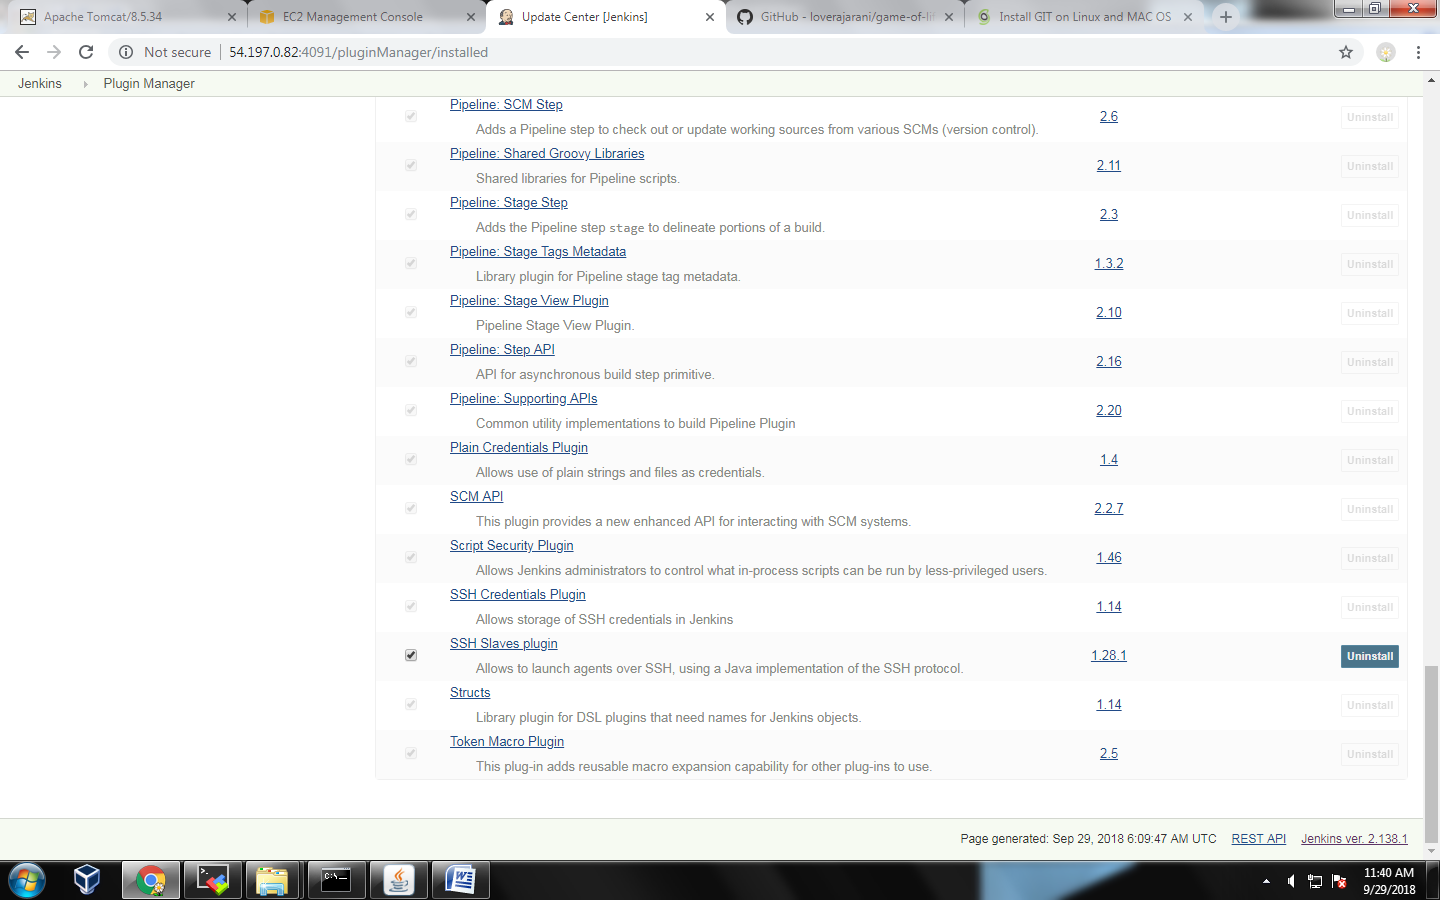 Apache Tomcat/8.5.34
EC2 Management Console
Update Center [Jenkins]
GitHub - loverajarani/game-of-lif
Install GIT on Linux and MAC OS
Not secure
54.197.0.82:4091/pluginManager/installed
Jenkins
Plugin Manager
Pipeline: SCM Step
2.6
Uninstall
Adds a Pipeline step to check out or update working sources from various SCMs (version control).
Pipeline: Shared Groovy Libraries
2.11
Uninstall
Shared libraries for Pipeline scripts.
Pipeline: Stage Step
2.3
Uninstall
Adds the Pipeline step stage to delineate portions of a build.
Pipeline: Stage Tags Metadata
1.3.2
Uninstall
Library plugin for Pipeline stage tag metadata.
Pipeline: Stage View Plugin
2.10
Uninstall
Pipeline Stage View Plugin.
Pipeline: Step API
2.16
Uninstall
API for asynchronous build step primitive.
Pipeline: Supporting APIs
2.20
Uninstall
Common utility implementations to build Pipeline Plugin
Plain Credentials Plugin
1.4
Uninstall
Allows use of plain strings and files as credentials.
SCM API
2.2.7
Uninstall
This plugin provides a new enhanced API for interacting with SCM systems.
Script Security Plugin
1.46
Uninstall
Allows Jenkins administrators to control what in-process scripts can be run by less-privileged users.
SSH Credentials Plugin
1.14
Uninstall
Allows storage of SSH credentials in Jenkins
SSH Slaves plugin
1.28.1
Uninstall
Allows to launch agents over SSH, using a Java implementation of the SSH protocol.
Structs
1.14
Uninstall
Library plugin for DSL plugins that need names for Jenkins objects.
Token Macro Plugin
2.5
Uninstall
This plug-in adds reusable macro expansion capability for other plug-ins to use.
Page generated: Sep 29, 2018 6:09:47 AM UTC
REST API
Jenkins ver. 2.138.1
11:40 AM
9/29/2018